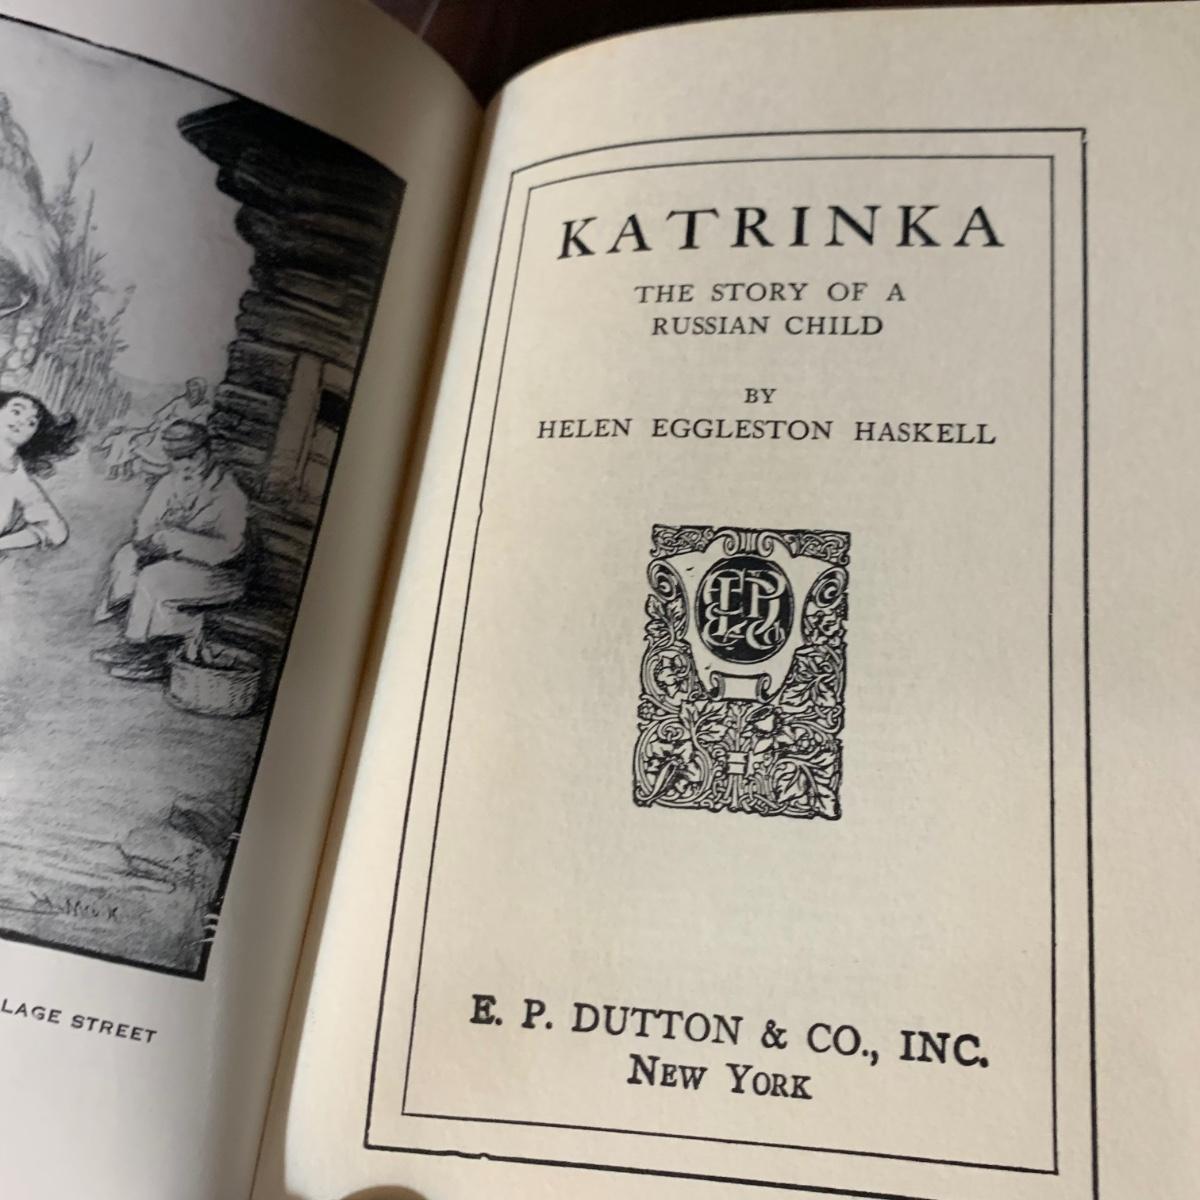 LAGE STREET
KATRINKA
THE STORY OF A
RUSSIAN CHILD
BY
HELEN EGGLESTON HASKELL
E. P. DUTTON & CO., INC.
NEW YORK